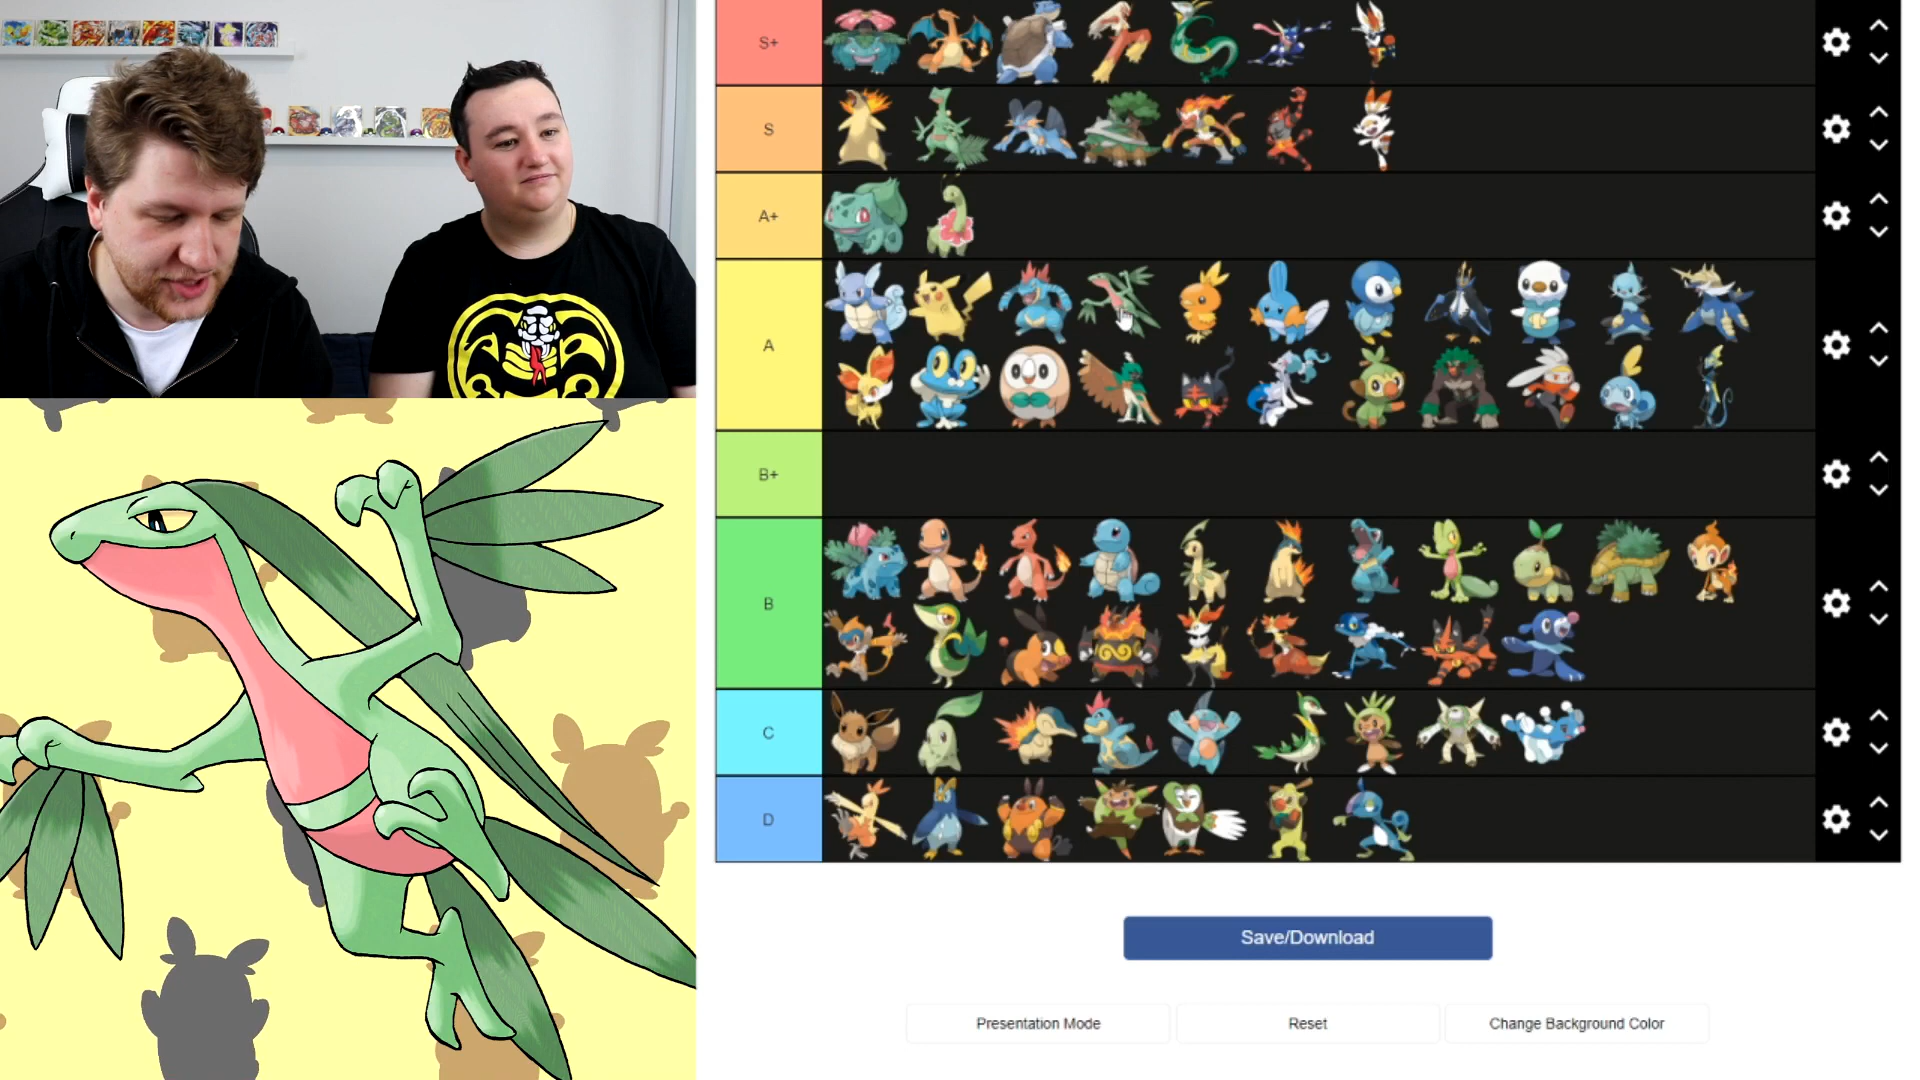 S+
S
A+
A
B+
B
C
D
Save/Download
Presentation Mode
Reset
Change Background Color